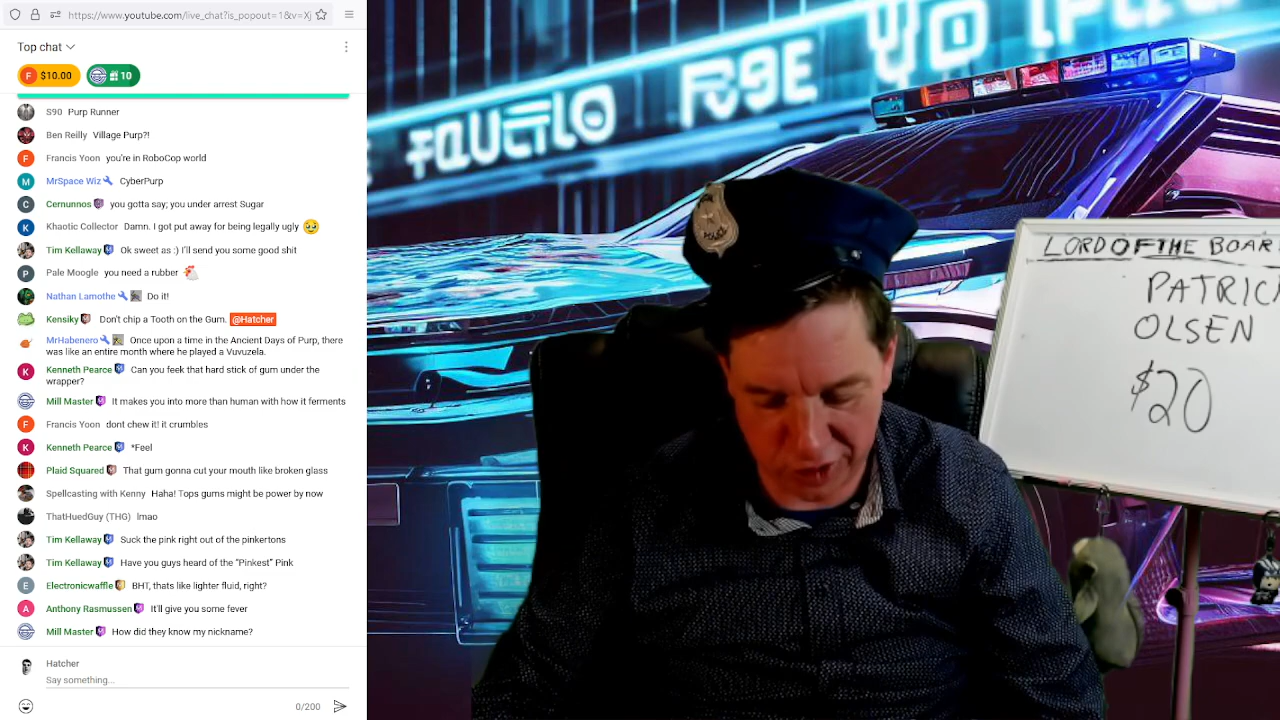 https://www.youtube.com/live_chat?is_popout=1&v=Xj
Top chat
F $10.00
10
S90 Purp Runner
Ben Reilly Village Purp?!
F Francis Yoon you're in RoboCop world
M MrSpace Wiz CyberPurp
C Cernunnos you gotta say; you under arrest Sugar
K Khaotic Collector Damn. I got put away for being legally ugly
Tim Kellaway Ok sweet as :) I'll send you some good shit
P Pale Moogle you need a rubber
Nathan Lamothe Do it!
Kensiky Don't chip a Tooth on the Gum. @Hatcher
MrHabenero Once upon a time in the Ancient Days of Purp, there
was like an entire month where he played a Vuvuzela.
K Kenneth Pearce Can you feek that hard stick of gum under the
wrapper?
Mill Master It makes you into more than human with how it ferments
F Francis Yoon dont chew it! it crumbles
K Kenneth Pearce *Feel
Plaid Squared That gum gonna cut your mouth like broken glass
Spellcasting with Kenny Haha! Tops gums might be power by now
ThatHuedGuy (THG) lmao
Tim Kellaway Suck the pink right out of the pinkertons
Tim Kellaway Have you guys heard of the "Pinkest" Pink
E Electronicwaffle BHT, thats like lighter fluid, right?
A Anthony Rasmussen It'll give you some fever
Mill Master How did they know my nickname?
Hatcher
Say something...
0/200
LORD OF THE BOAR
PATRIC
OLSEN
$20